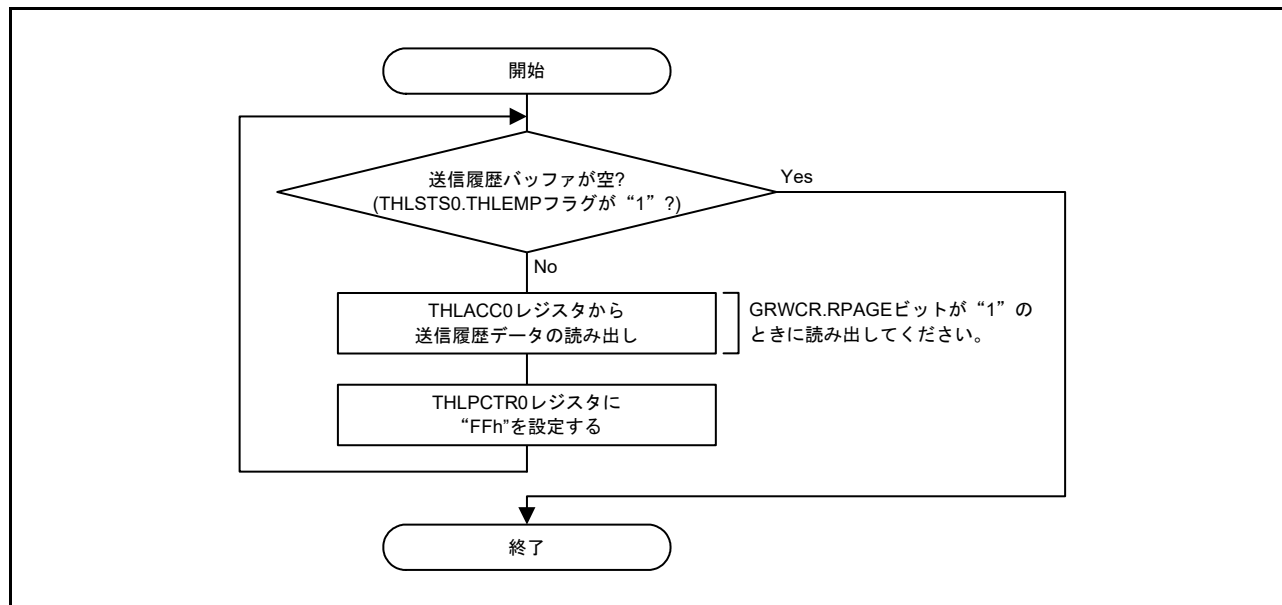 開始
送信履歴バッファが空?
(THLSTS0.THLEMPフラグが“1”?)
Yes
No
THLACC0レジスタから
送信履歴データの読み出し
GRWCR.RPAGEビットが“1”の
ときに読み出してください。
THLPCTR0レジスタに
“FFh”を設定する
終了